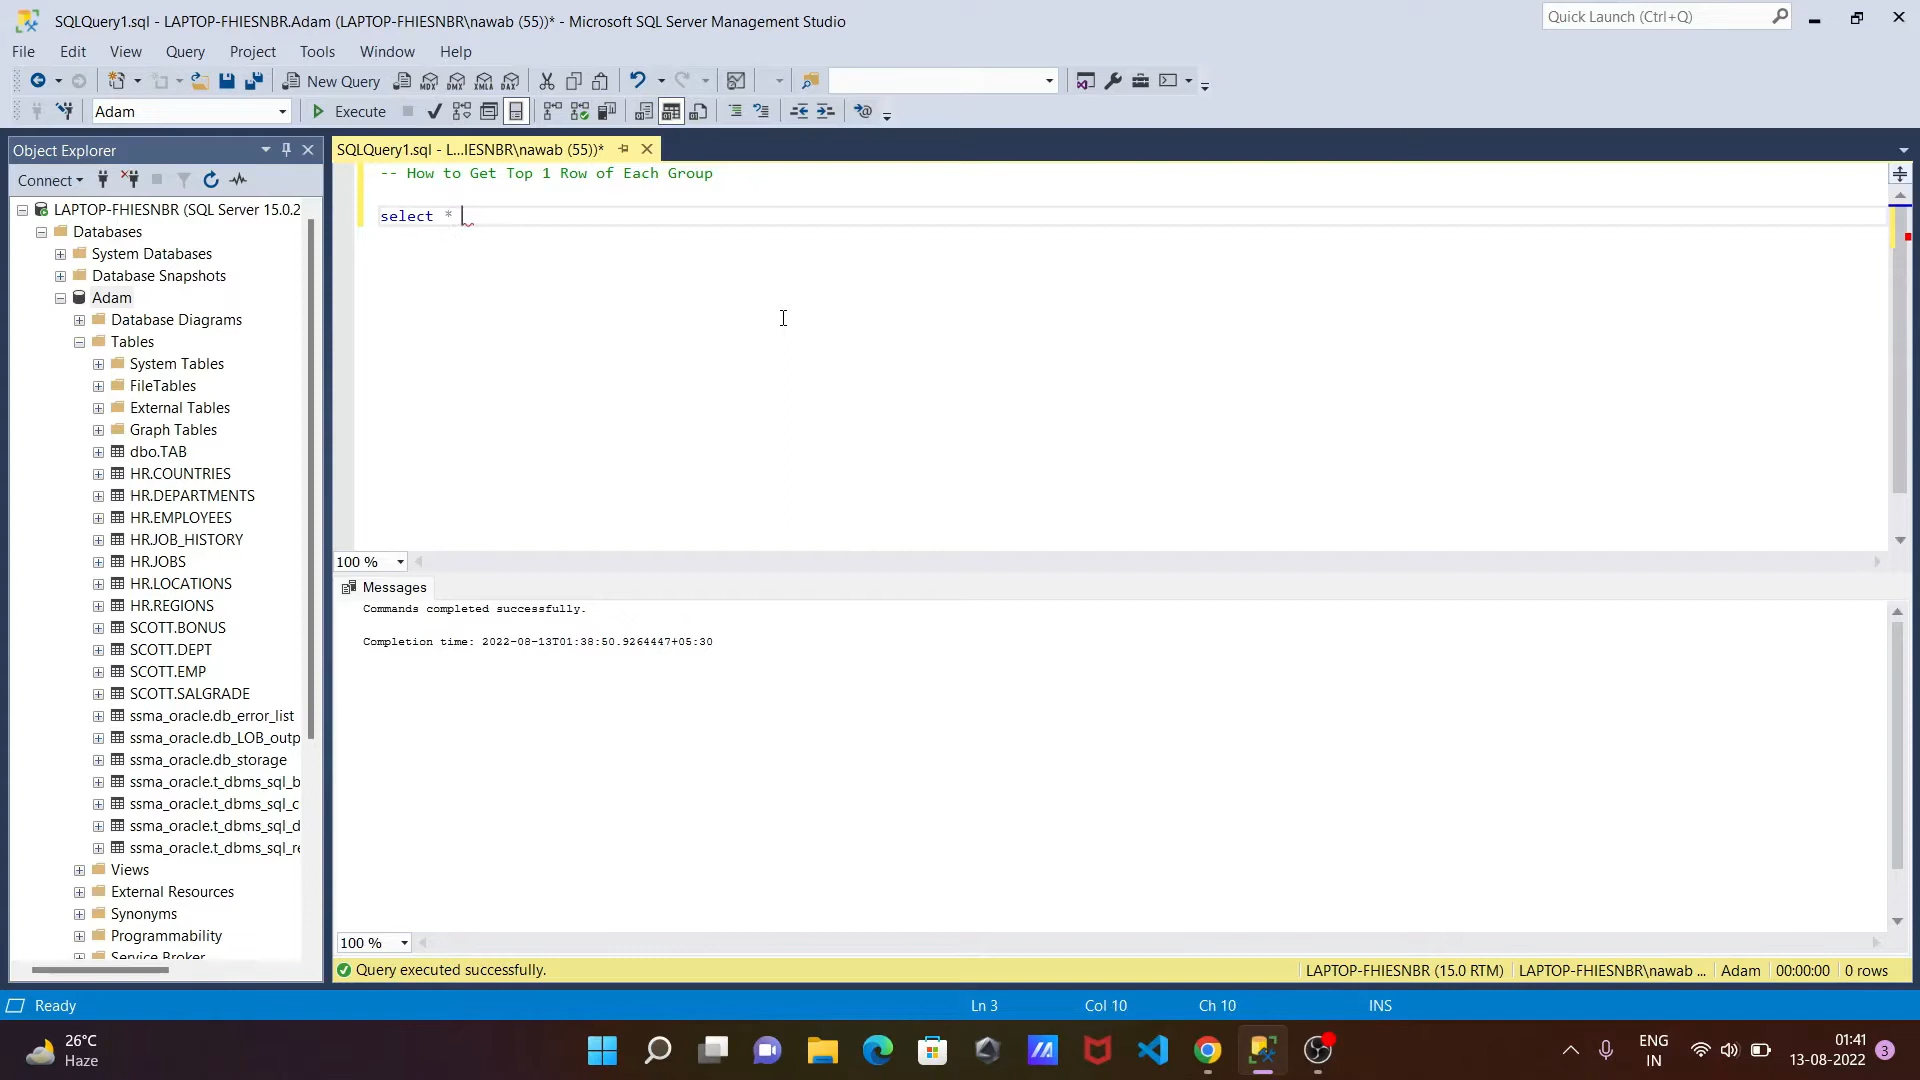 SQLQuery1.sql - LAPTOP-FHIESNBR.Adam (LAPTOP-FHIESNBR\nawab (55))* - Microsoft SQL Server Management Studio
Quick Launch (Ctrl+Q)
File Edit View Query Project Tools Window Help
New Query
MDX DMX XMLA DAX
Adam
Execute
Object Explorer
SQLQuery1.sql - L...IESNBR\nawab (55))*
Connect
LAPTOP-FHIESNBR (SQL Server 15.0.2
Databases
System Databases
Database Snapshots
Adam
Database Diagrams
Tables
System Tables
FileTables
External Tables
Graph Tables
dbo.TAB
HR.COUNTRIES
HR.DEPARTMENTS
HR.EMPLOYEES
HR.JOB_HISTORY
HR.JOBS
HR.LOCATIONS
HR.REGIONS
SCOTT.BONUS
SCOTT.DEPT
SCOTT.EMP
SCOTT.SALGRADE
ssma_oracle.db_error_list
ssma_oracle.db_LOB_outp
ssma_oracle.db_storage
ssma_oracle.t_dbms_sql_b
ssma_oracle.t_dbms_sql_c
ssma_oracle.t_dbms_sql_d
ssma_oracle.t_dbms_sql_re
Views
External Resources
Synonyms
Programmability
Service Broker
-- How to Get Top 1 Row of Each Group
select *
100 %
Messages
Commands completed successfully.
Completion time: 2022-08-13T01:38:50.9264447+05:30
100 %
Query executed successfully.
LAPTOP-FHIESNBR (15.0 RTM) LAPTOP-FHIESNBR\nawab ... Adam 00:00:00 0 rows
Ready
Ln 3 Col 10 Ch 10 INS
26°C
Haze
ENG
IN
01:41
13-08-2022
3